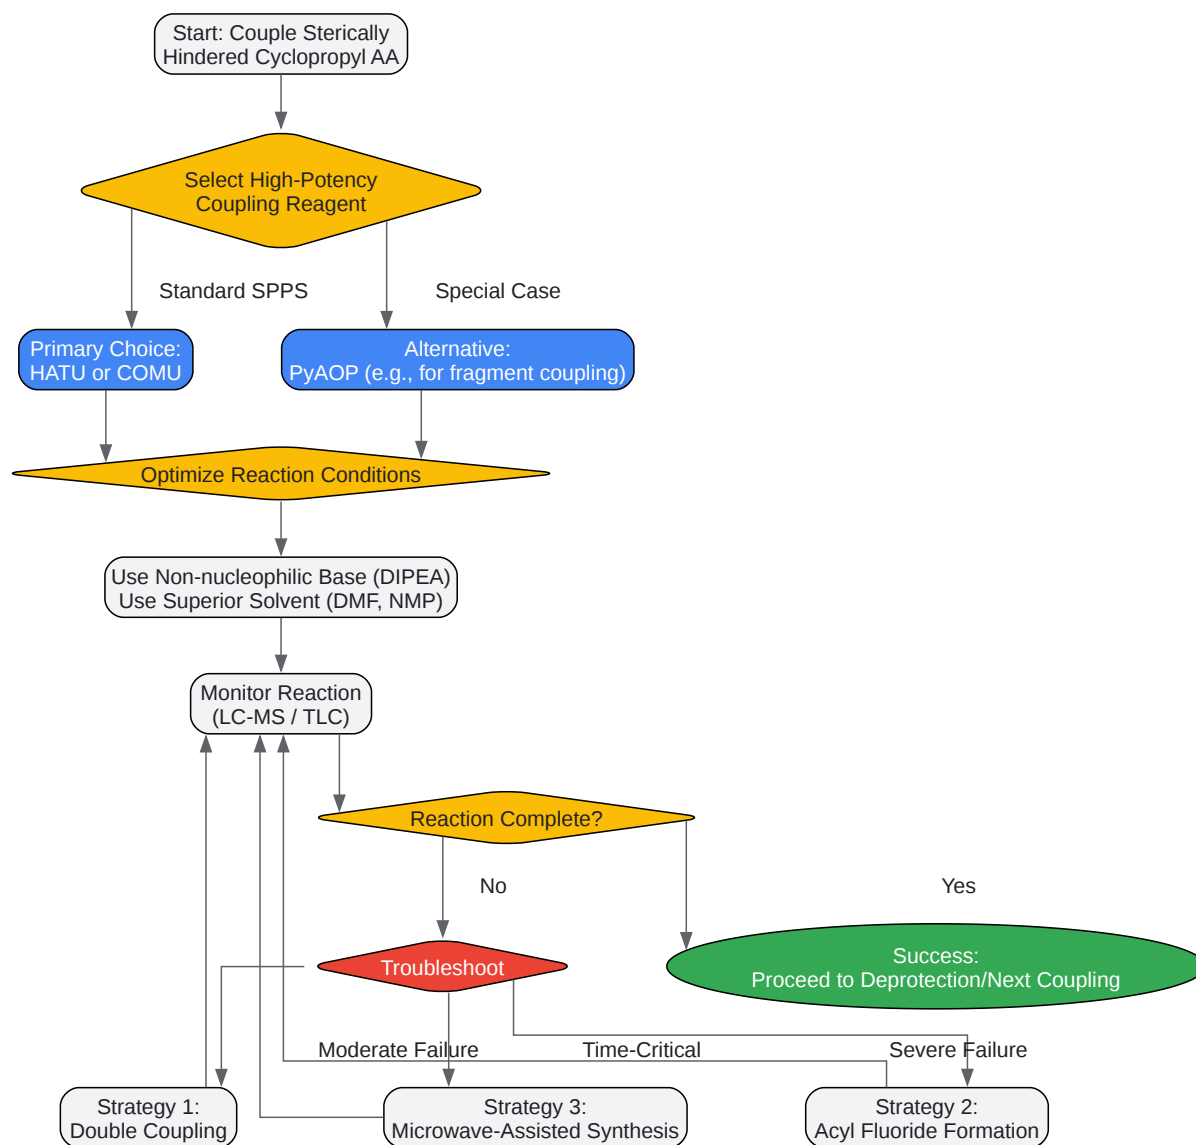 Start: Couple Sterically
Hindered Cyclopropyl AA
Select High-Potency
Coupling Reagent
Standard SPPS
Special Case
Primary Choice:
HATU or COMU
Alternative:
PyAOP (e.g., for fragment coupling)
Optimize Reaction Conditions
Use Non-nucleophilic Base (DIPEA)
Use Superior Solvent (DMF, NMP)
Monitor Reaction
(LC-MS / TLC)
Reaction Complete?
No
Yes
Troubleshoot
Success:
Proceed to Deprotection/Next Coupling
Moderate Failure
Time-Critical
Severe Failure
Strategy 1:
Double Coupling
Strategy 3:
Microwave-Assisted Synthesis
Strategy 2:
Acyl Fluoride Formation